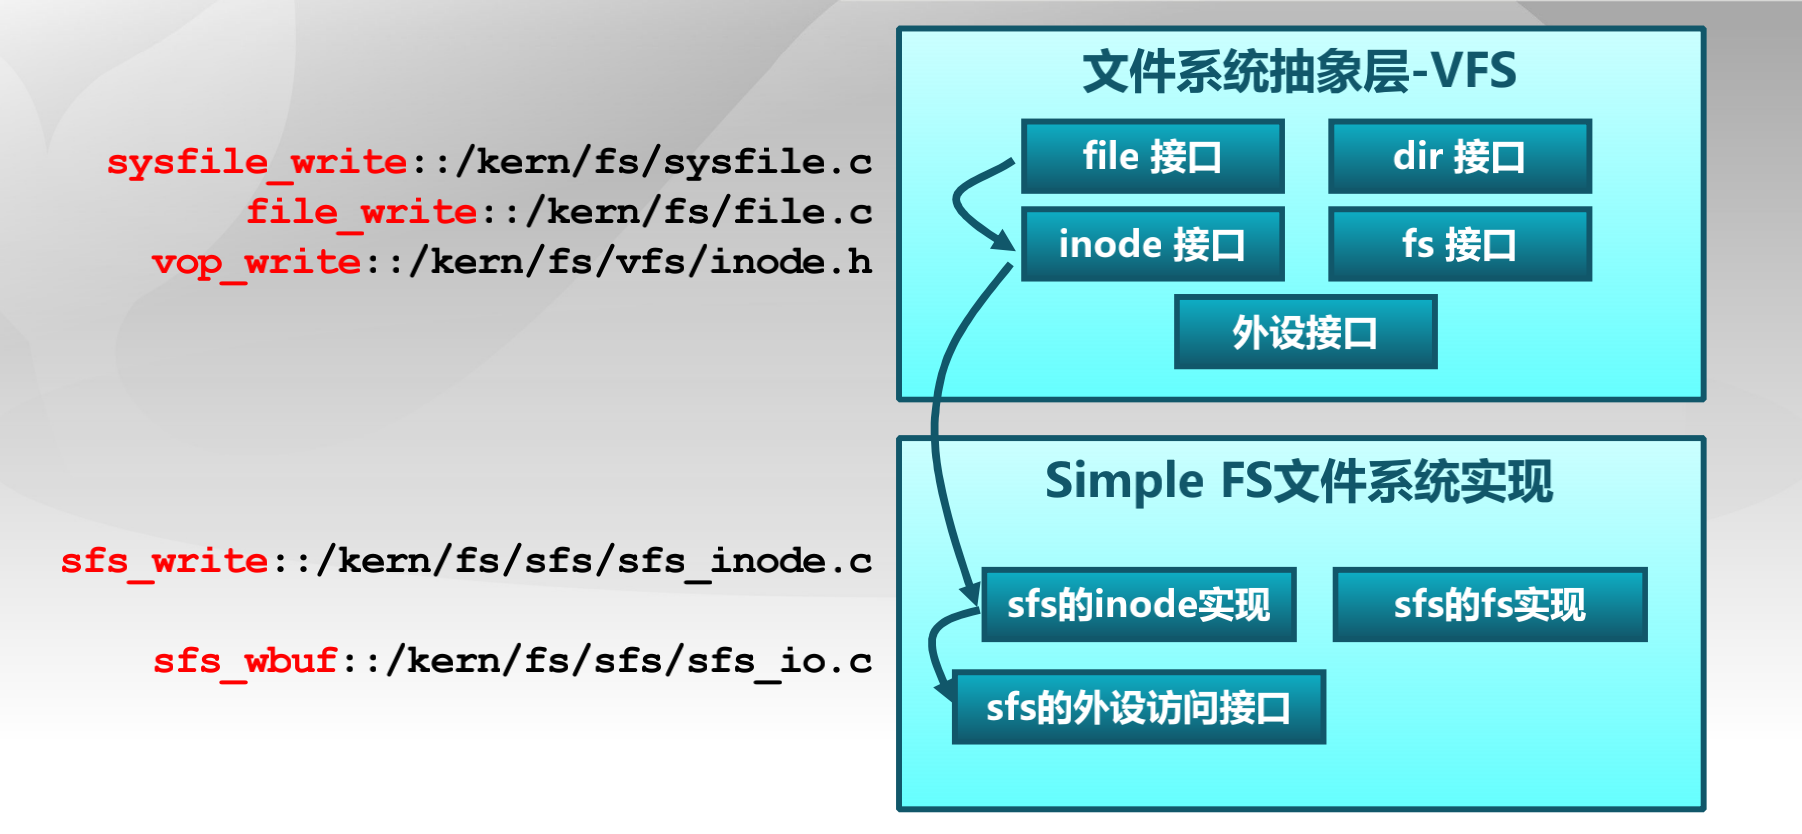 sysfile_write::/kern/fs/sysfile.c
file_write::/kern/fs/file.c
vop_write::/kern/fs/vfs/inode.h
sfs_write::/kern/fs/sfs/sfs_inode.c
sfs_wbuf::/kern/fs/sfs/sfs_io.c
文件系统抽象层-VFS
file 接口
dir 接口
inode 接口
fs 接口
外设接口
Simple FS文件系统实现
sfs的inode实现
sfs的fs实现
sfs的外设访问接口